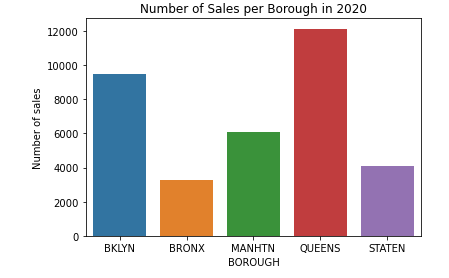 Number of Sales per Borough in 2020
12000
10000
8000
6000
4000
2000
0
Number of sales
BKLYN BRONX MANHTN QUEENS STATEN
BOROUGH